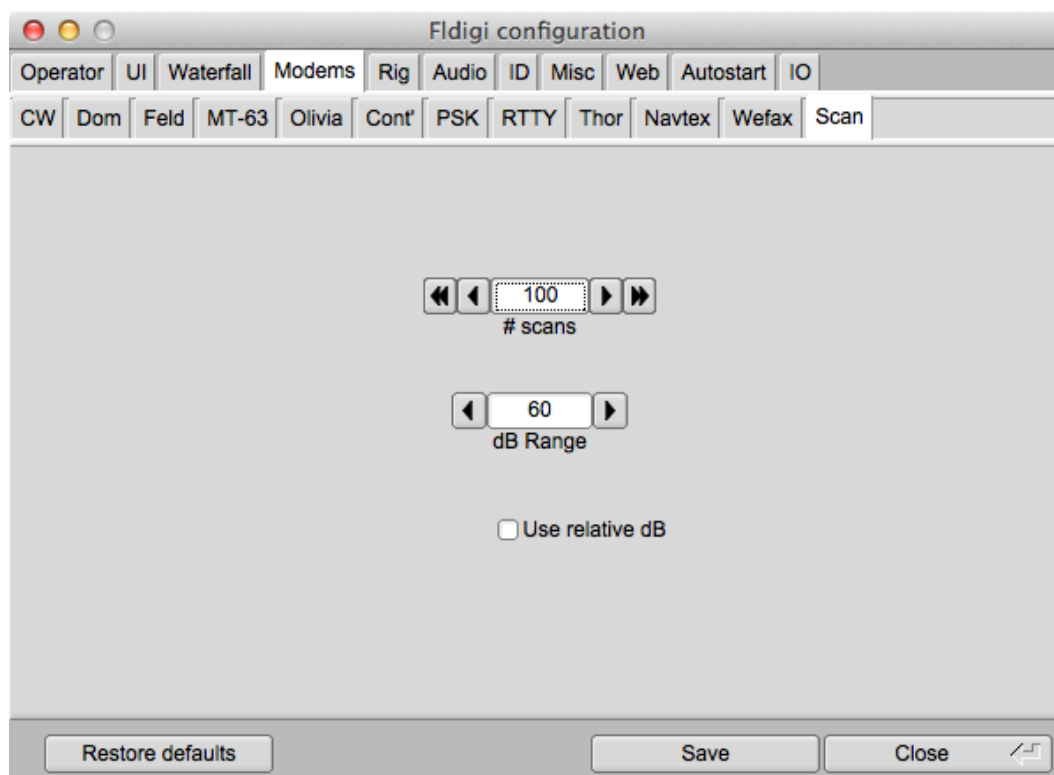 Fldigi configuration
Operator UI Waterfall Modems Rig Audio ID Misc Web Autostart IO
CW Dom Feld MT-63 Olivia Cont' PSK RTTY Thor Navtex Wefax Scan
100
# scans
60
dB Range
Use relative dB
Restore defaults Save Close